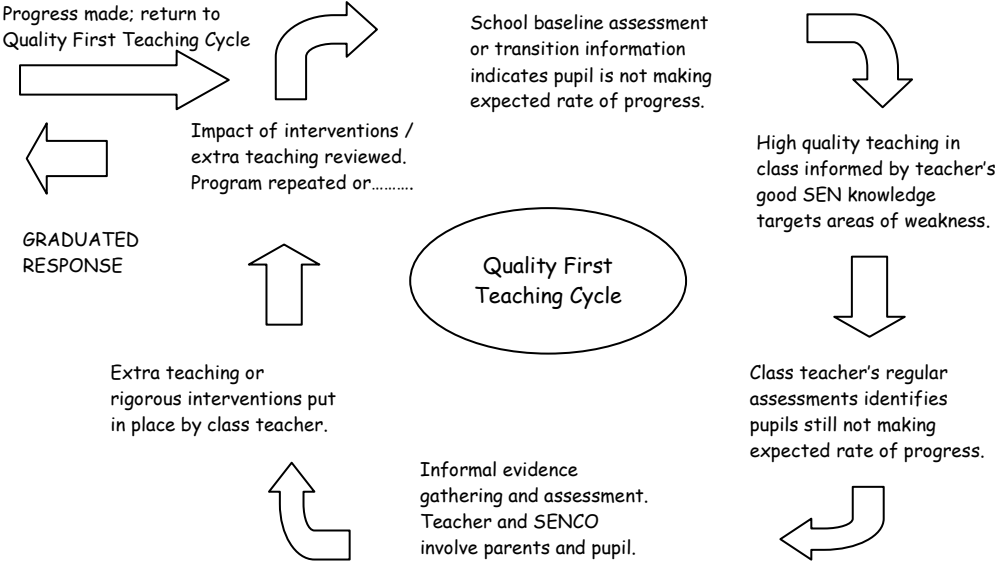 Progress made; return to
Quality First Teaching Cycle
School baseline assessment
or transition information
indicates pupil is not making
expected rate of progress.
High quality teaching in
class informed by teacher’s
good SEN knowledge
targets areas of weakness.
Class teacher’s regular
assessments identifies
pupils still not making
expected rate of progress.
Informal evidence
gathering and assessment.
Teacher and SENCO
involve parents and pupil.
Extra teaching or
rigorous interventions put
in place by class teacher.
Impact of interventions /
extra teaching reviewed.
Program repeated or……….
GRADUATED
RESPONSE
Quality First
Teaching Cycle